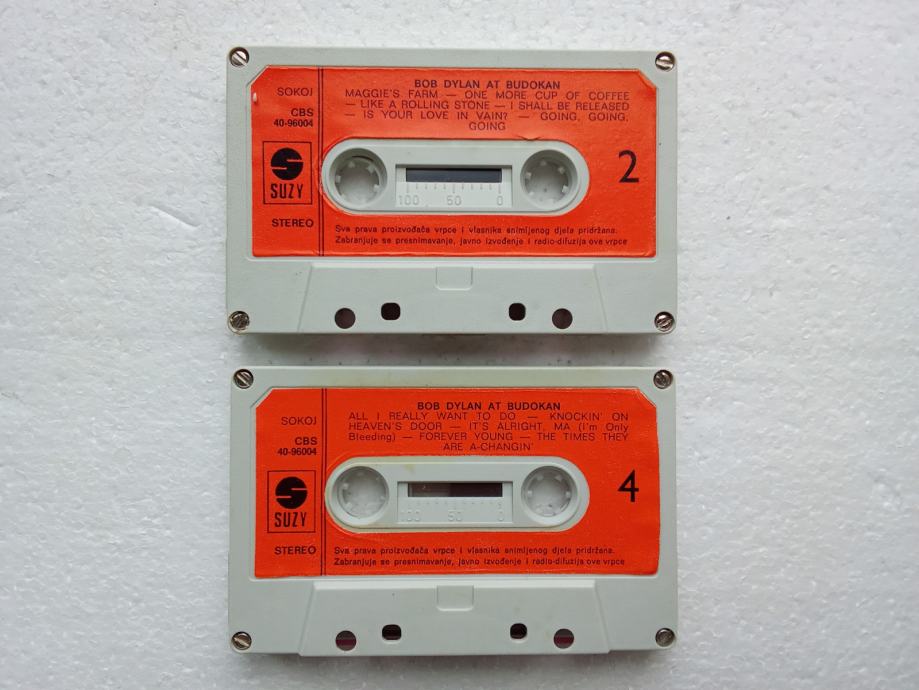 BOB DYLAN AT BUDOKAN
SOKOJ
MAGGIE'S FARM — ONE MORE CUP OF COFFEE
— LIKE A ROLLING STONE — I SHALL BE RELEASED
— IS YOUR LOVE IN VAIN? — GOING, GOING,
GOING
CBS
40-96004
SUZY
2
100 50 0
STEREO
Sva prava proizvođača vrpce i vlasnika snimljenog djela pridržana.
Zabranjuje se presnimavanje, javno izvođenje i radio-difuzija ove vrpce
BOB DYLAN AT BUDOKAN
SOKOJ
ALL I REALLY WANT TO DO — KNOCKIN' ON
HEAVEN'S DOOR — IT'S ALRIGHT, MA (I'm Only
Bleeding) — FOREVER YOUNG — THE TIMES THEY
ARE A-CHANGIN'
CBS
40-96004
SUZY
4
100 50 0
STEREO
Sva prava proizvođača vrpce i vlasnika snimljenog djela pridržana.
Zabranjuje se presnimavanje, javno izvođenje i radio-difuzija ove vrpce